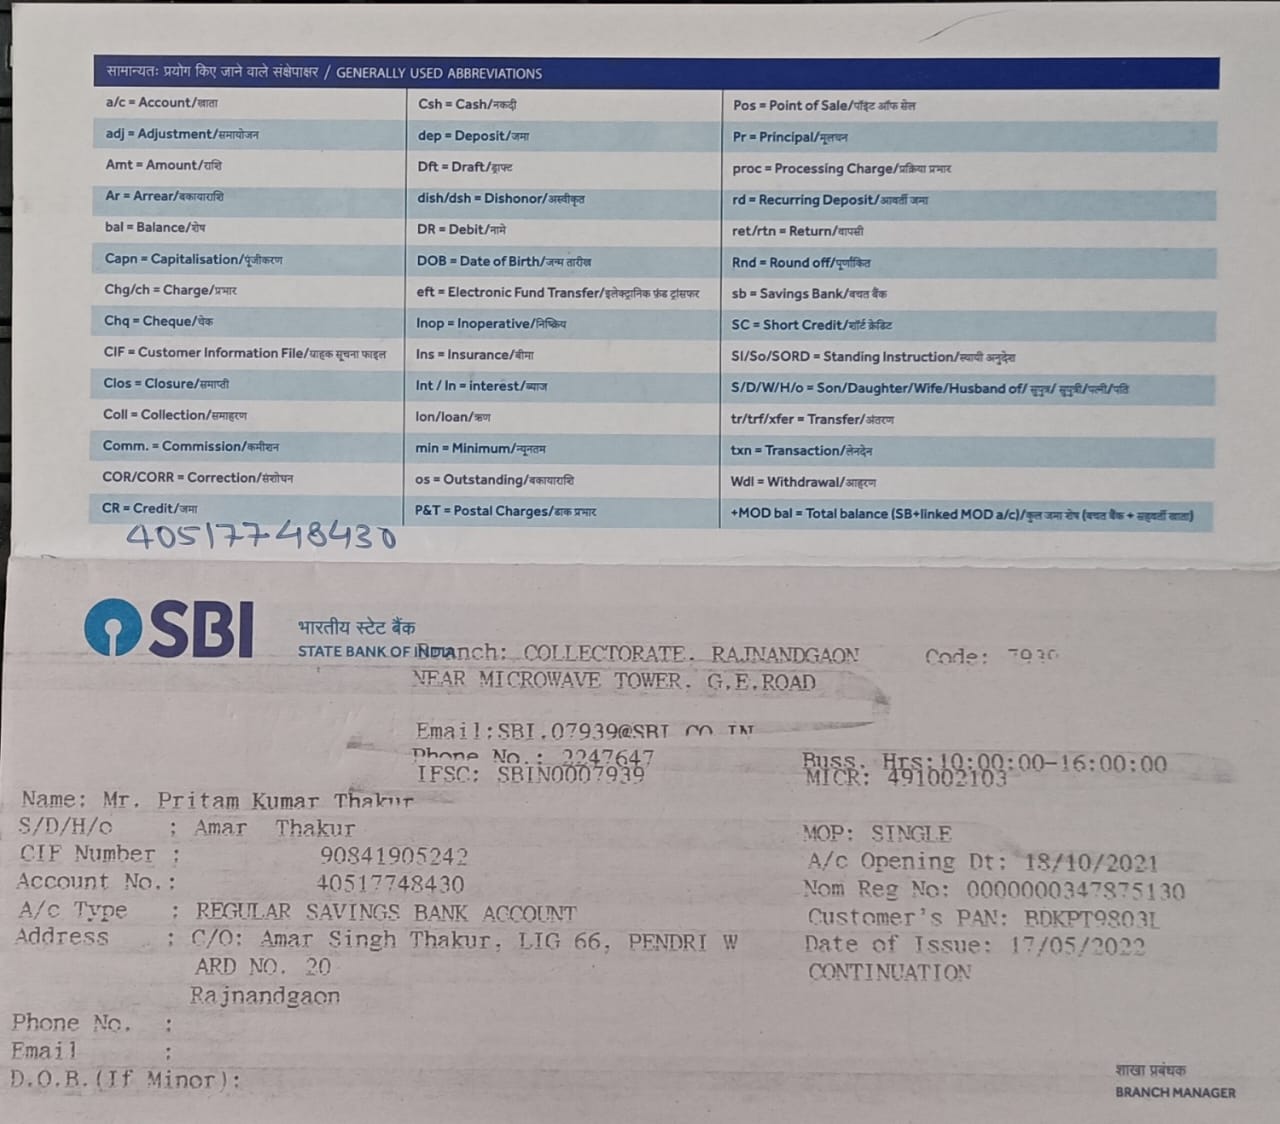 सामान्यतः प्रयोग किए जाने वाले संक्षेपाक्षर / GENERALLY USED ABBREVIATIONS
a/c = Account/खाता
adj = Adjustment/समायोजन
Amt = Amount/राशि
Ar = Arrear/बकायाराशि
bal = Balance/शेष
Capn = Capitalisation/पूंजीकरण
Chg/ch = Charge/प्रभार
Chq = Cheque/चेक
CIF = Customer Information File/ग्राहक सूचना फाइल
Clos = Closure/समाप्ती
Coll = Collection/समाहरण
Comm. = Commission/कमीशन
COR/CORR = Correction/संशोधन
CR = Credit/जमा
Csh = Cash/नकदी
dep = Deposit/जमा
Dft = Draft/ड्राफ्ट
dish/dsh = Dishonor/अस्वीकृत
DR = Debit/नामे
DOB = Date of Birth/जन्म तारीख
eft = Electronic Fund Transfer/इलेक्ट्रानिक फ़ंड ट्रांसफर
Inop = Inoperative/निष्क्रिय
Ins = Insurance/बीमा
Int / In = interest/ब्याज
lon/loan/ऋण
min = Minimum/न्यूनतम
os = Outstanding/बकायाराशि
P&T = Postal Charges/डाक प्रभार
Pos = Point of Sale/पॉइंट ऑफ सेल
Pr = Principal/मूलधन
proc = Processing Charge/प्रक्रिया प्रभार
rd = Recurring Deposit/आवर्ती जमा
ret/rtn = Return/वापसी
Rnd = Round off/पूर्णांकित
sb = Savings Bank/बचत बैंक
SC = Short Credit/शॉर्ट क्रेडिट
SI/So/SORD = Standing Instruction/स्थायी अनुदेश
S/D/W/H/o = Son/Daughter/Wife/Husband of/ सुपुत्र/ सुपुत्री/पत्नी/पति
tr/trf/xfer = Transfer/अंतरण
txn = Transaction/लेनदेन
Wdl = Withdrawal/आहरण
+MOD bal = Total balance (SB+linked MOD a/c)/कुल जमा शेष (बचत बैंक + सहवर्ती खाता)
40517748430
SBI
भारतीय स्टेट बैंक
STATE BANK OF INDIA
Branch: COLLECTORATE. RAJNANDGAON Code:
NEAR MICROWAVE TOWER. G.E.ROAD
Email:SBI.07939@SBI.CO.IN
Phone No.: 2247647 Buss. Hrs:10:00:00-16:00:00
IFSC: SBIN0007939 MICR: 491002103
Name: Mr. Pritam Kumar Thakur
S/D/H/o : Amar Thakur MOP: SINGLE
CIF Number : 90841905242 A/c Opening Dt: 18/10/2021
Account No.: 40517748430 Nom Reg No: 0000000347875130
A/c Type : REGULAR SAVINGS BANK ACCOUNT Customer's PAN: BDKPT9803L
Address : C/O: Amar Singh Thakur, LIG 66, PENDRI W Date of Issue: 17/05/2022
ARD NO. 20 CONTINUATION
Rajnandgaon
Phone No. :
Email :
D.O.B.(If Minor):
शाखा प्रबंधक
BRANCH MANAGER